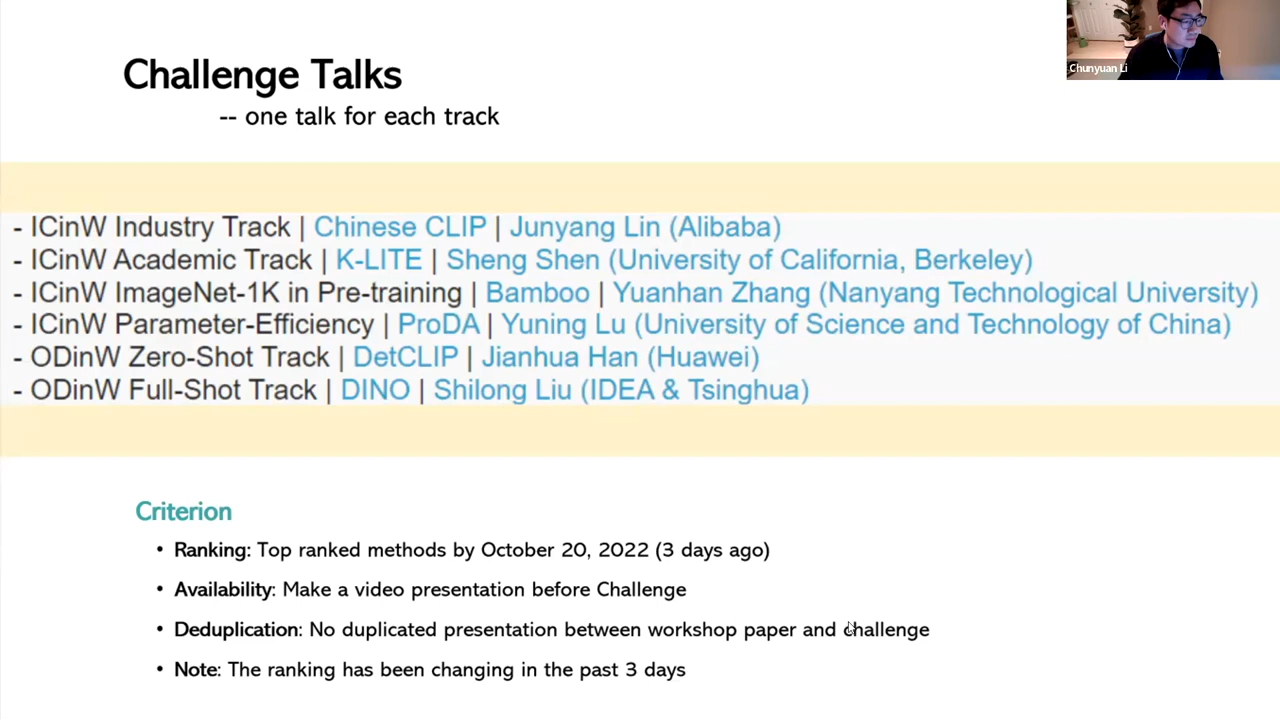 Chunyuan Li
Challenge Talks
-- one talk for each track
- ICinW Industry Track | Chinese CLIP | Junyang Lin (Alibaba)
- ICinW Academic Track | K-LITE | Sheng Shen (University of California, Berkeley)
- ICinW ImageNet-1K in Pre-training | Bamboo | Yuanhan Zhang (Nanyang Technological University)
- ICinW Parameter-Efficiency | ProDA | Yuning Lu (University of Science and Technology of China)
- ODinW Zero-Shot Track | DetCLIP | Jianhua Han (Huawei)
- ODinW Full-Shot Track | DINO | Shilong Liu (IDEA & Tsinghua)
Criterion
• Ranking: Top ranked methods by October 20, 2022 (3 days ago)
• Availability: Make a video presentation before Challenge
• Deduplication: No duplicated presentation between workshop paper and challenge
• Note: The ranking has been changing in the past 3 days